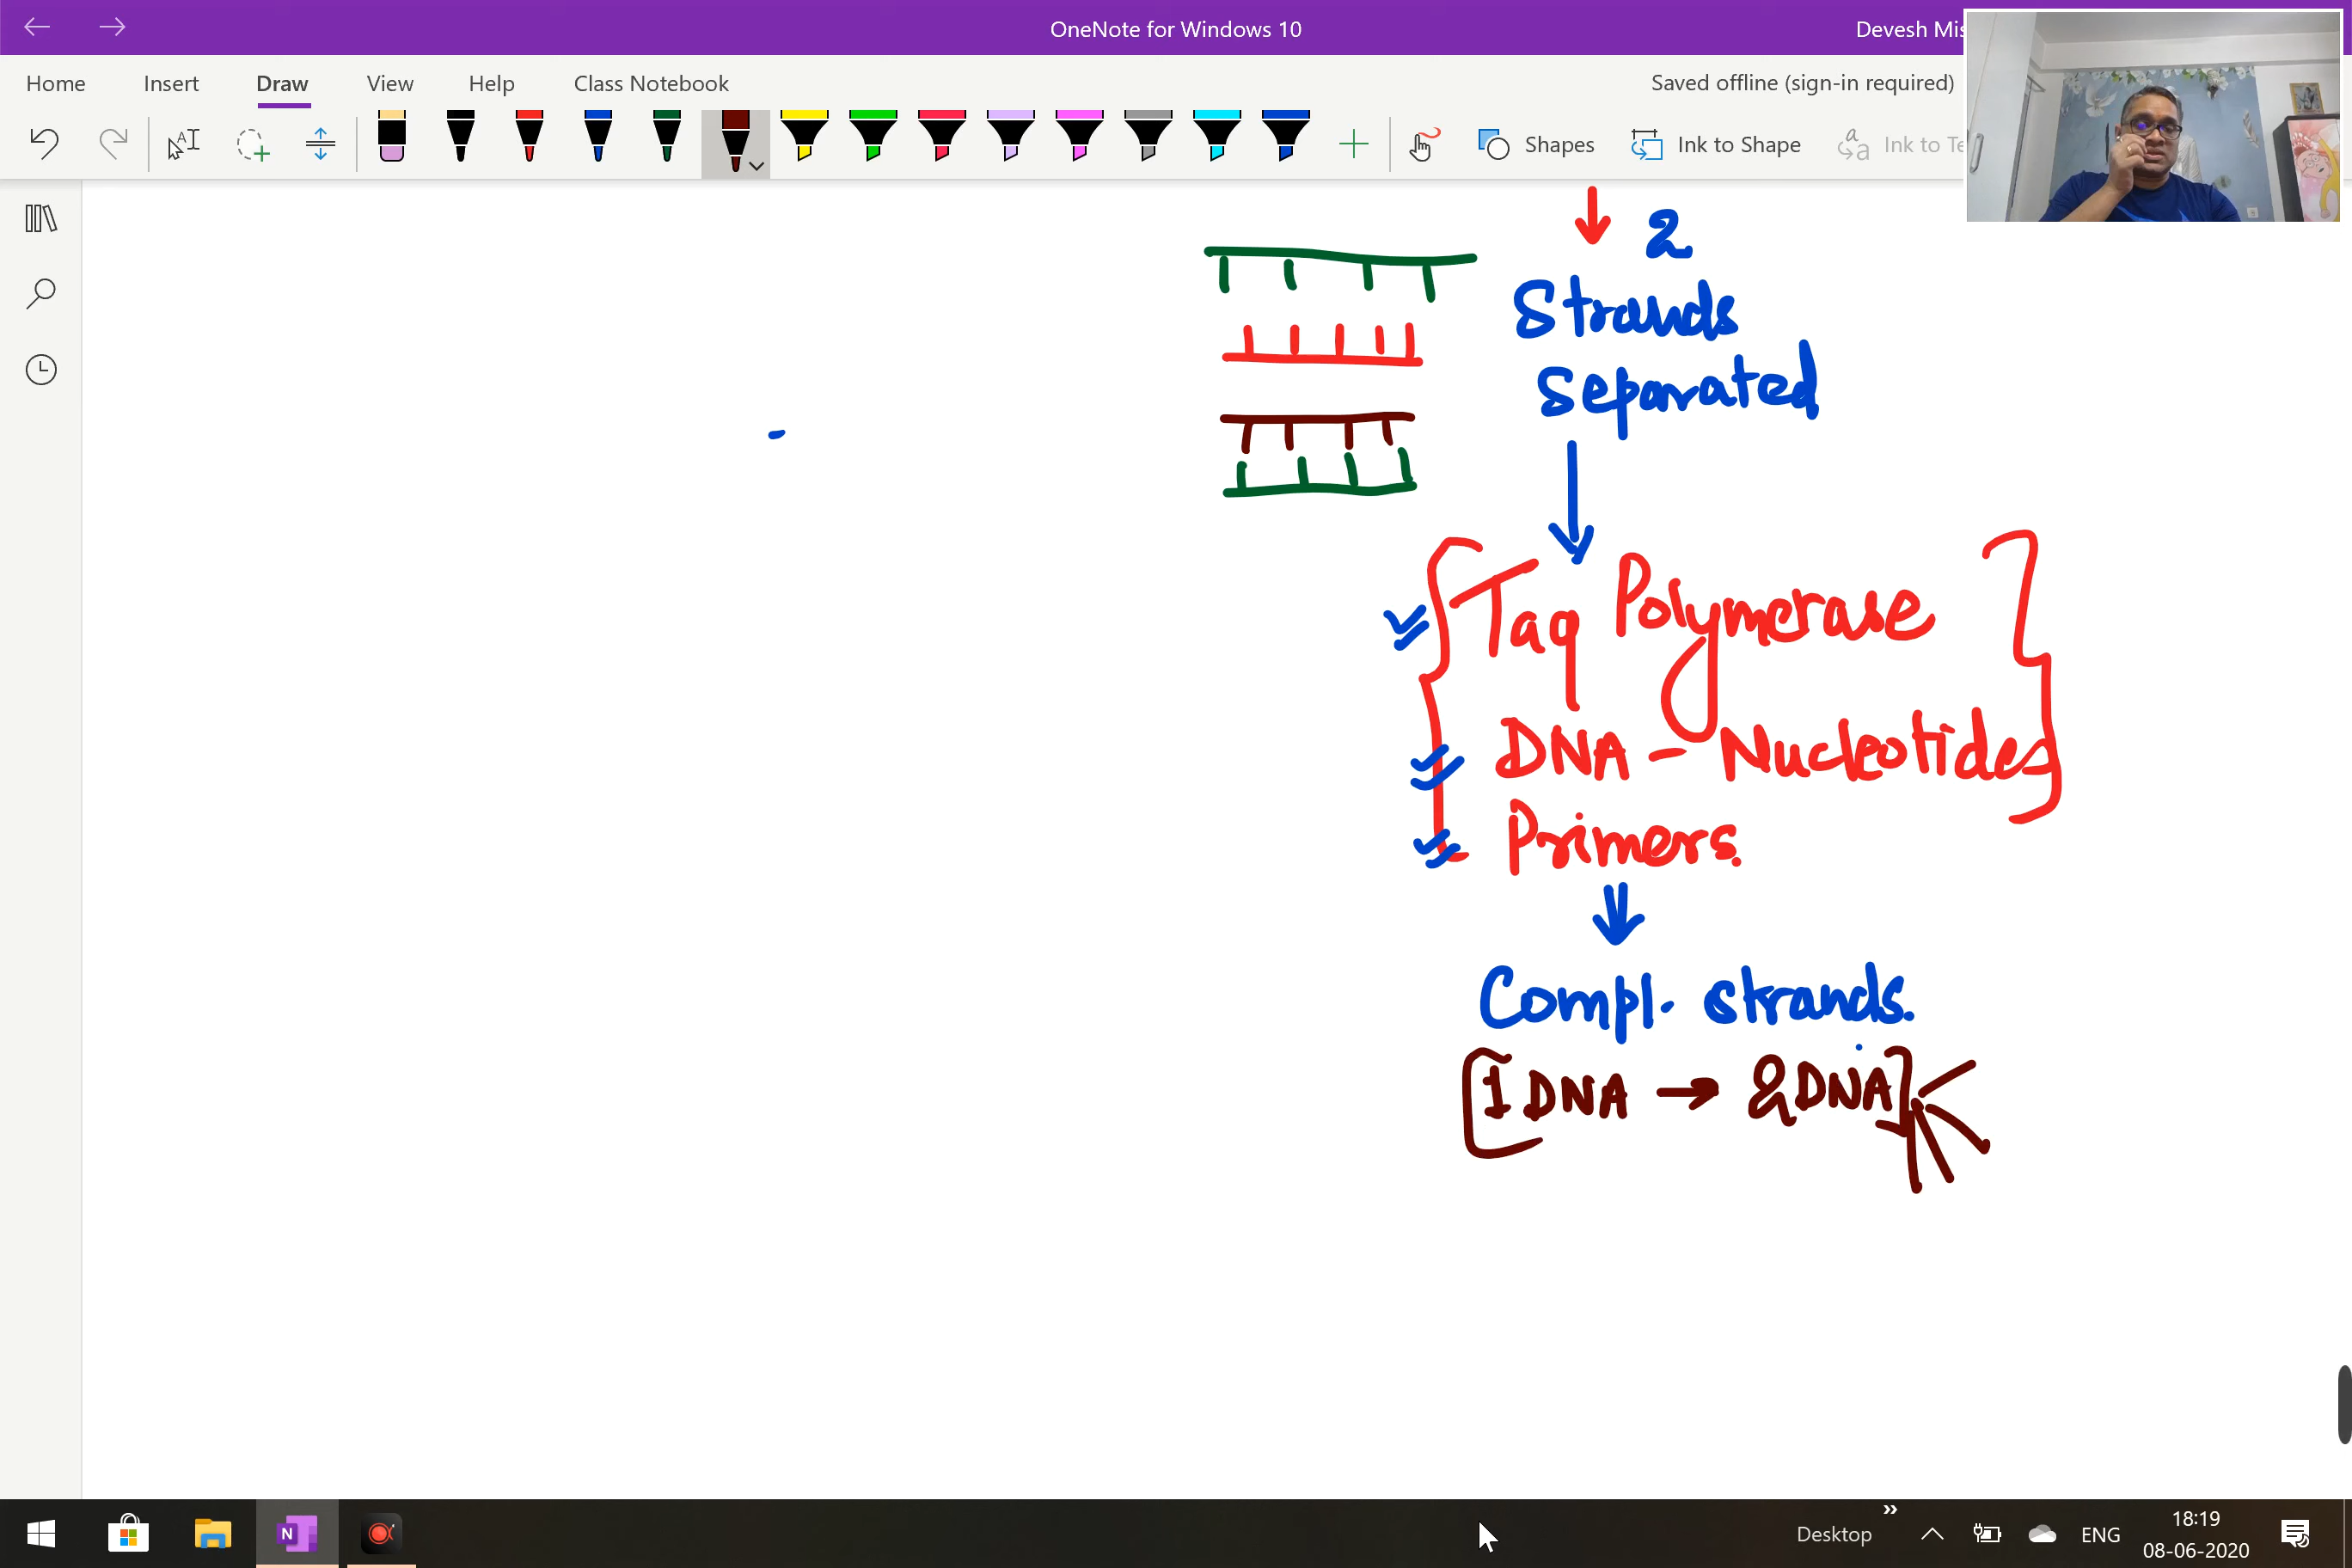 OneNote for Windows 10
Devesh Mis
Home Insert Draw View Help Class Notebook
Saved offline (sign-in required)
Shapes Ink to Shape Ink to Te
2
Strands
Separated
Taq Polymerase
DNA - Nucleotides
Primers.
Compl. strands.
1 DNA → 2 DNA
Desktop
ENG
18:19
08-06-2020